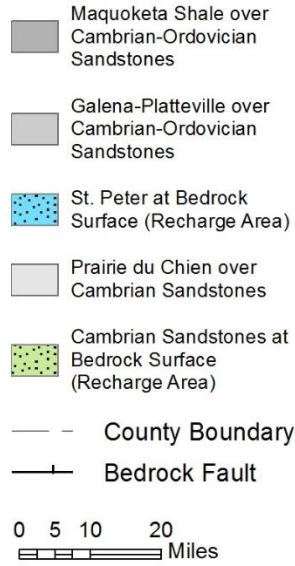 Maquoketa Shale over
Cambrian-Ordovician
Sandstones
Galena-Platteville over
Cambrian-Ordovician
Sandstones
St. Peter at Bedrock
Surface (Recharge Area)
Prairie du Chien over
Cambrian Sandstones
Cambrian Sandstones at
Bedrock Surface
(Recharge Area)
County Boundary
Bedrock Fault
0 5 10 20
Miles